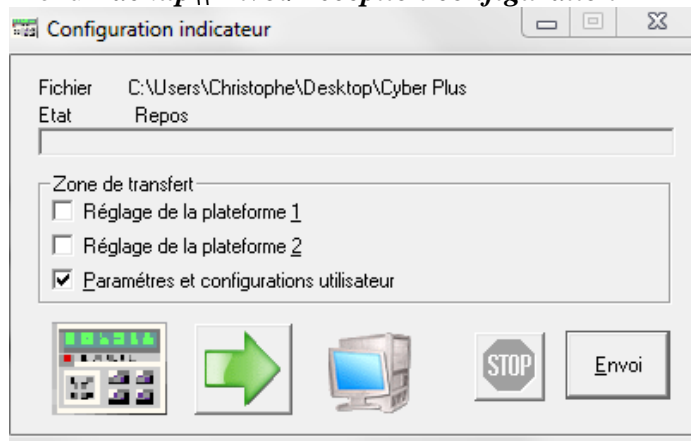 Configuration indicateur
Fichier C:\Users\Christophe\Desktop\Cyber Plus
Etat Repos
Zone de transfert
Réglage de la plateforme 1
Réglage de la plateforme 2
Paramétres et configurations utilisateur
STOP
Envoi